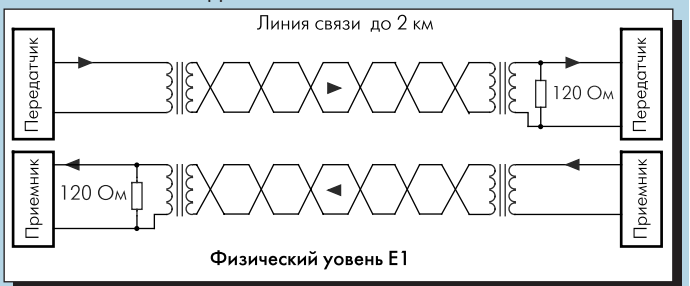 Линия связи до 2 км
Передатчик
120 Ом
Передатчик
Приемник
120 Ом
Приемник
Физический уовень Е1